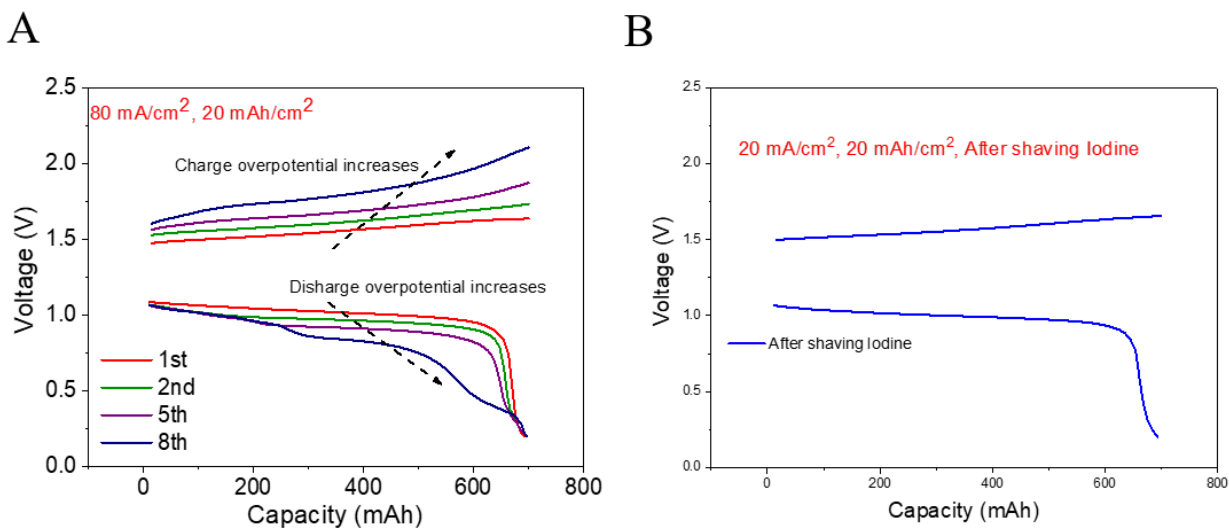 A
2.5
2.0
1.5
1.0
0.5
0.0
Voltage (V)
80 mA/cm², 20 mAh/cm²
Charge overpotential increases
Disharge overpotential increases
1st
2nd
5th
8th
0
200
400
600
800
Capacity (mAh)
B
2.5
2.0
1.5
1.0
0.5
0.0
Voltage (V)
20 mA/cm², 20 mAh/cm², After shaving Iodine
After shaving Iodine
0
200
400
600
800
Capacity (mAh)